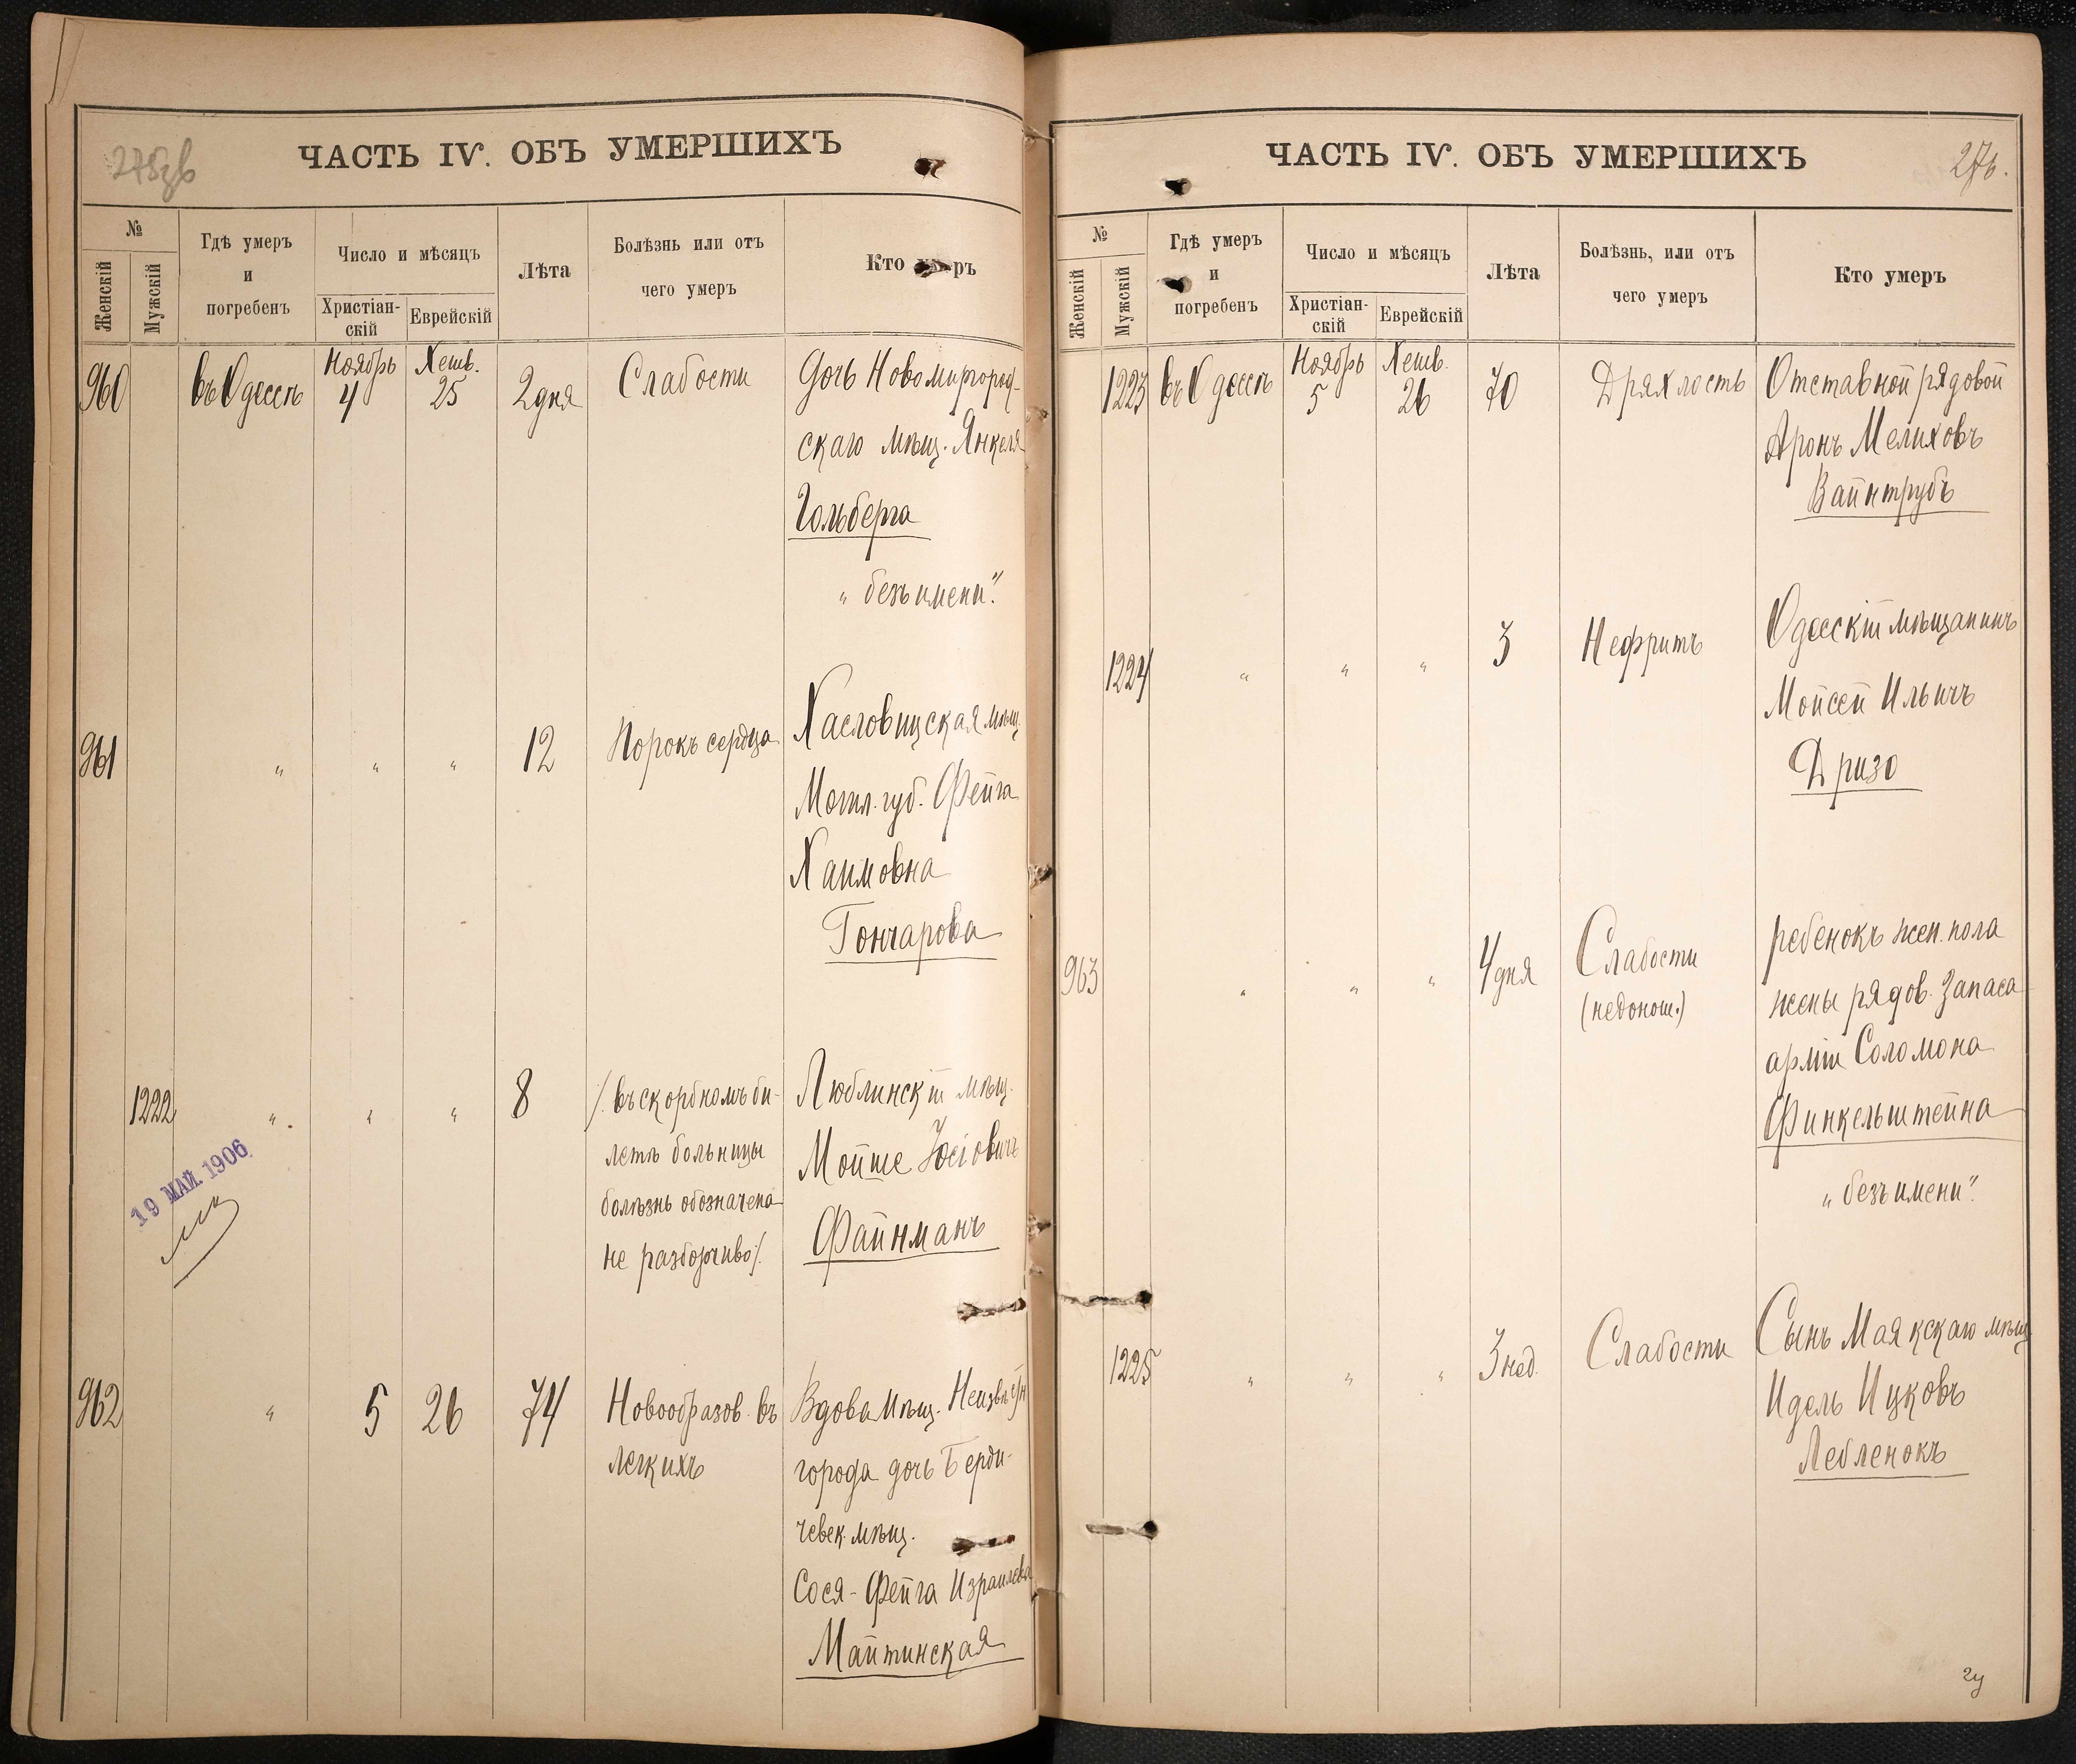 275об
ЧАСТЬ IV. ОБЪ УМЕРШИХЪ
№
Женскій
Мужскій
Гдѣ умеръ
и
погребенъ
Число и мѣсяцъ
Христіан-
скій
Еврейскій
Лѣта
Болѣзнь или отъ
чего умеръ
Кто умеръ
960
въ Одессѣ
Ноябрь
4
Хешв.
25
2 дня
Слабости
Дочь Новомиргород-
скаго мѣщ. Янкеля
Гольберга
„безъ имени".
961
"
"
"
12
Порокъ сердца
Хасловицская мѣщ.
Могил. губ. Фейга
Хаимовна
Гончарова
1222
"
"
"
8
/въ скорбномъ би-
летѣ больницы
болѣзнь обозначена
не разборчиво/.
Люблинскій мѣщ.
Мойше Іосіовичъ
Файнманъ
19 МАЙ. 1906
962
"
5
26
74
Новообразов. въ
легкихъ
Вдова мѣщ. Неизвѣстн
города дочь Берди-
чевск. мѣщ.
Сося-Фейга Израилева
Майтинская
ЧАСТЬ IV. ОБЪ УМЕРШИХЪ
276.
№
Женскій
Мужскій
Гдѣ умеръ
и
погребенъ
Число и мѣсяцъ
Христіан-
скій
Еврейскій
Лѣта
Болѣзнь, или отъ
чего умеръ
Кто умеръ
1223
въ Одессѣ
Ноябрь
5
Хешв.
26
70
Дряхлость
Отставной рядовой
Аронъ Мелиховъ
Вайнтрубъ
1224
"
"
"
3
Нефритъ
Одесскій мѣщанинъ
Мойсей Ильичъ
Дризо
963
"
"
"
4 дня
Слабости
(недонош.)
ребенокъ жен. пола
жены рядов. Запаса
арміи Соломона
Финкельштейна
„безъ имени".
1225
"
"
"
3 нед.
Слабости
Сынъ Маякскаго мѣщ
Идель Ицковъ
Лебленокъ